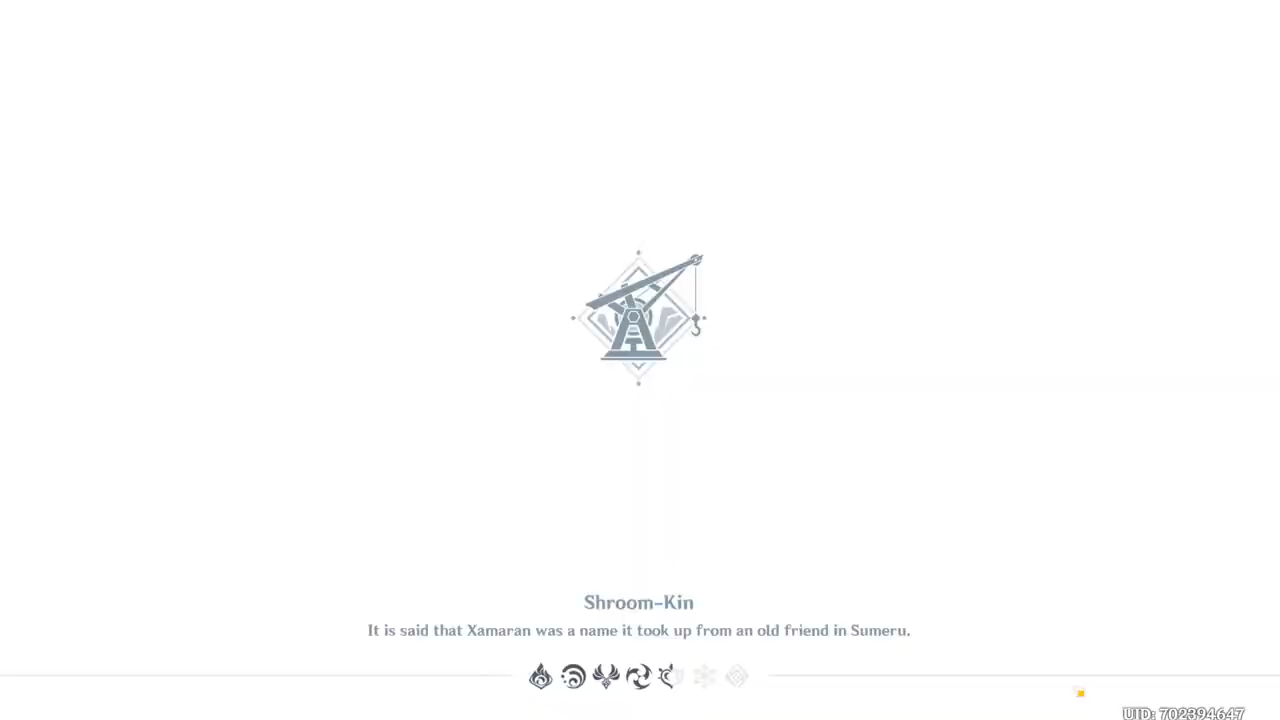 Shroom-Kin
It is said that Xamaran was a name it took up from an old friend in Sumeru.
UID: 702394647